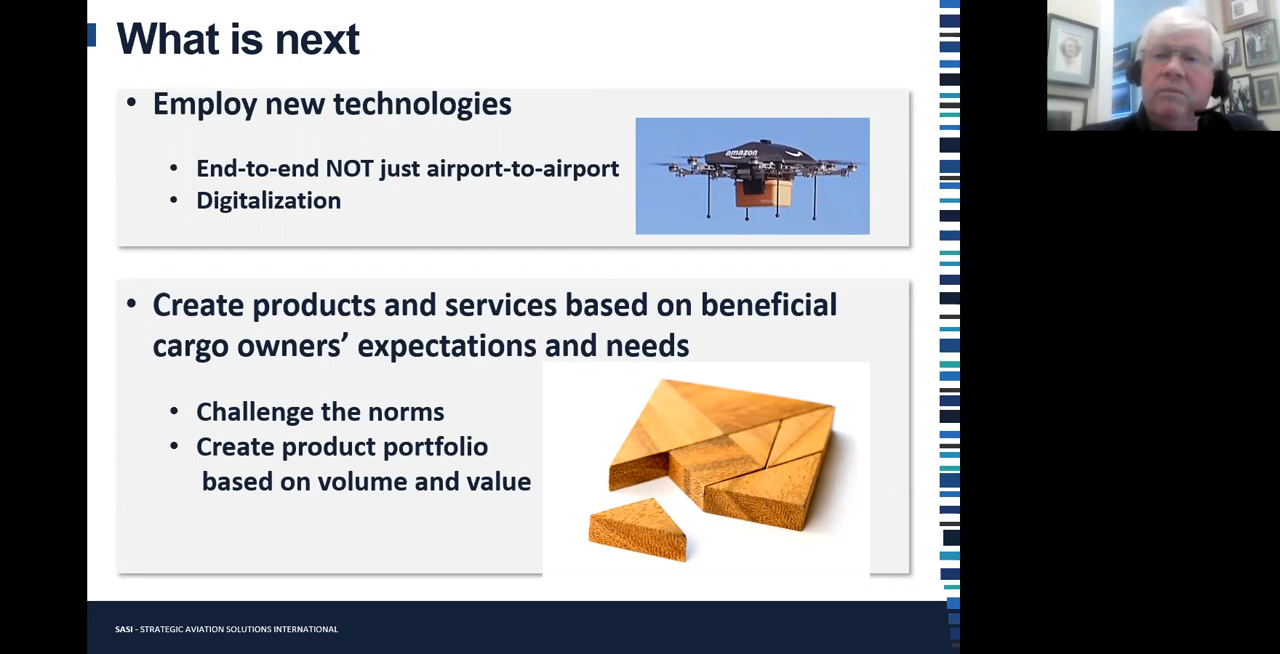 What is next
• Employ new technologies
• End-to-end NOT just airport-to-airport
• Digitalization
amazon
• Create products and services based on beneficial
cargo owners’ expectations and needs
• Challenge the norms
• Create product portfolio
based on volume and value
SASI - STRATEGIC AVIATION SOLUTIONS INTERNATIONAL